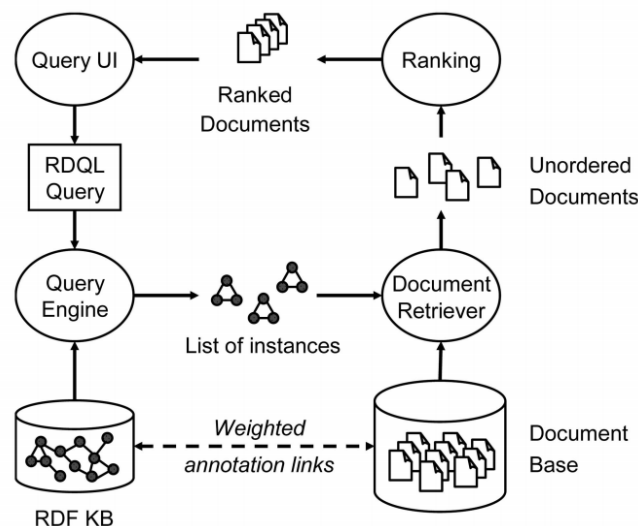 Query UI
Ranked
Documents
Ranking
RDQL
Query
Unordered
Documents
Query
Engine
List of instances
Document
Retriever
Weighted
annotation links
Document
Base
RDF KB